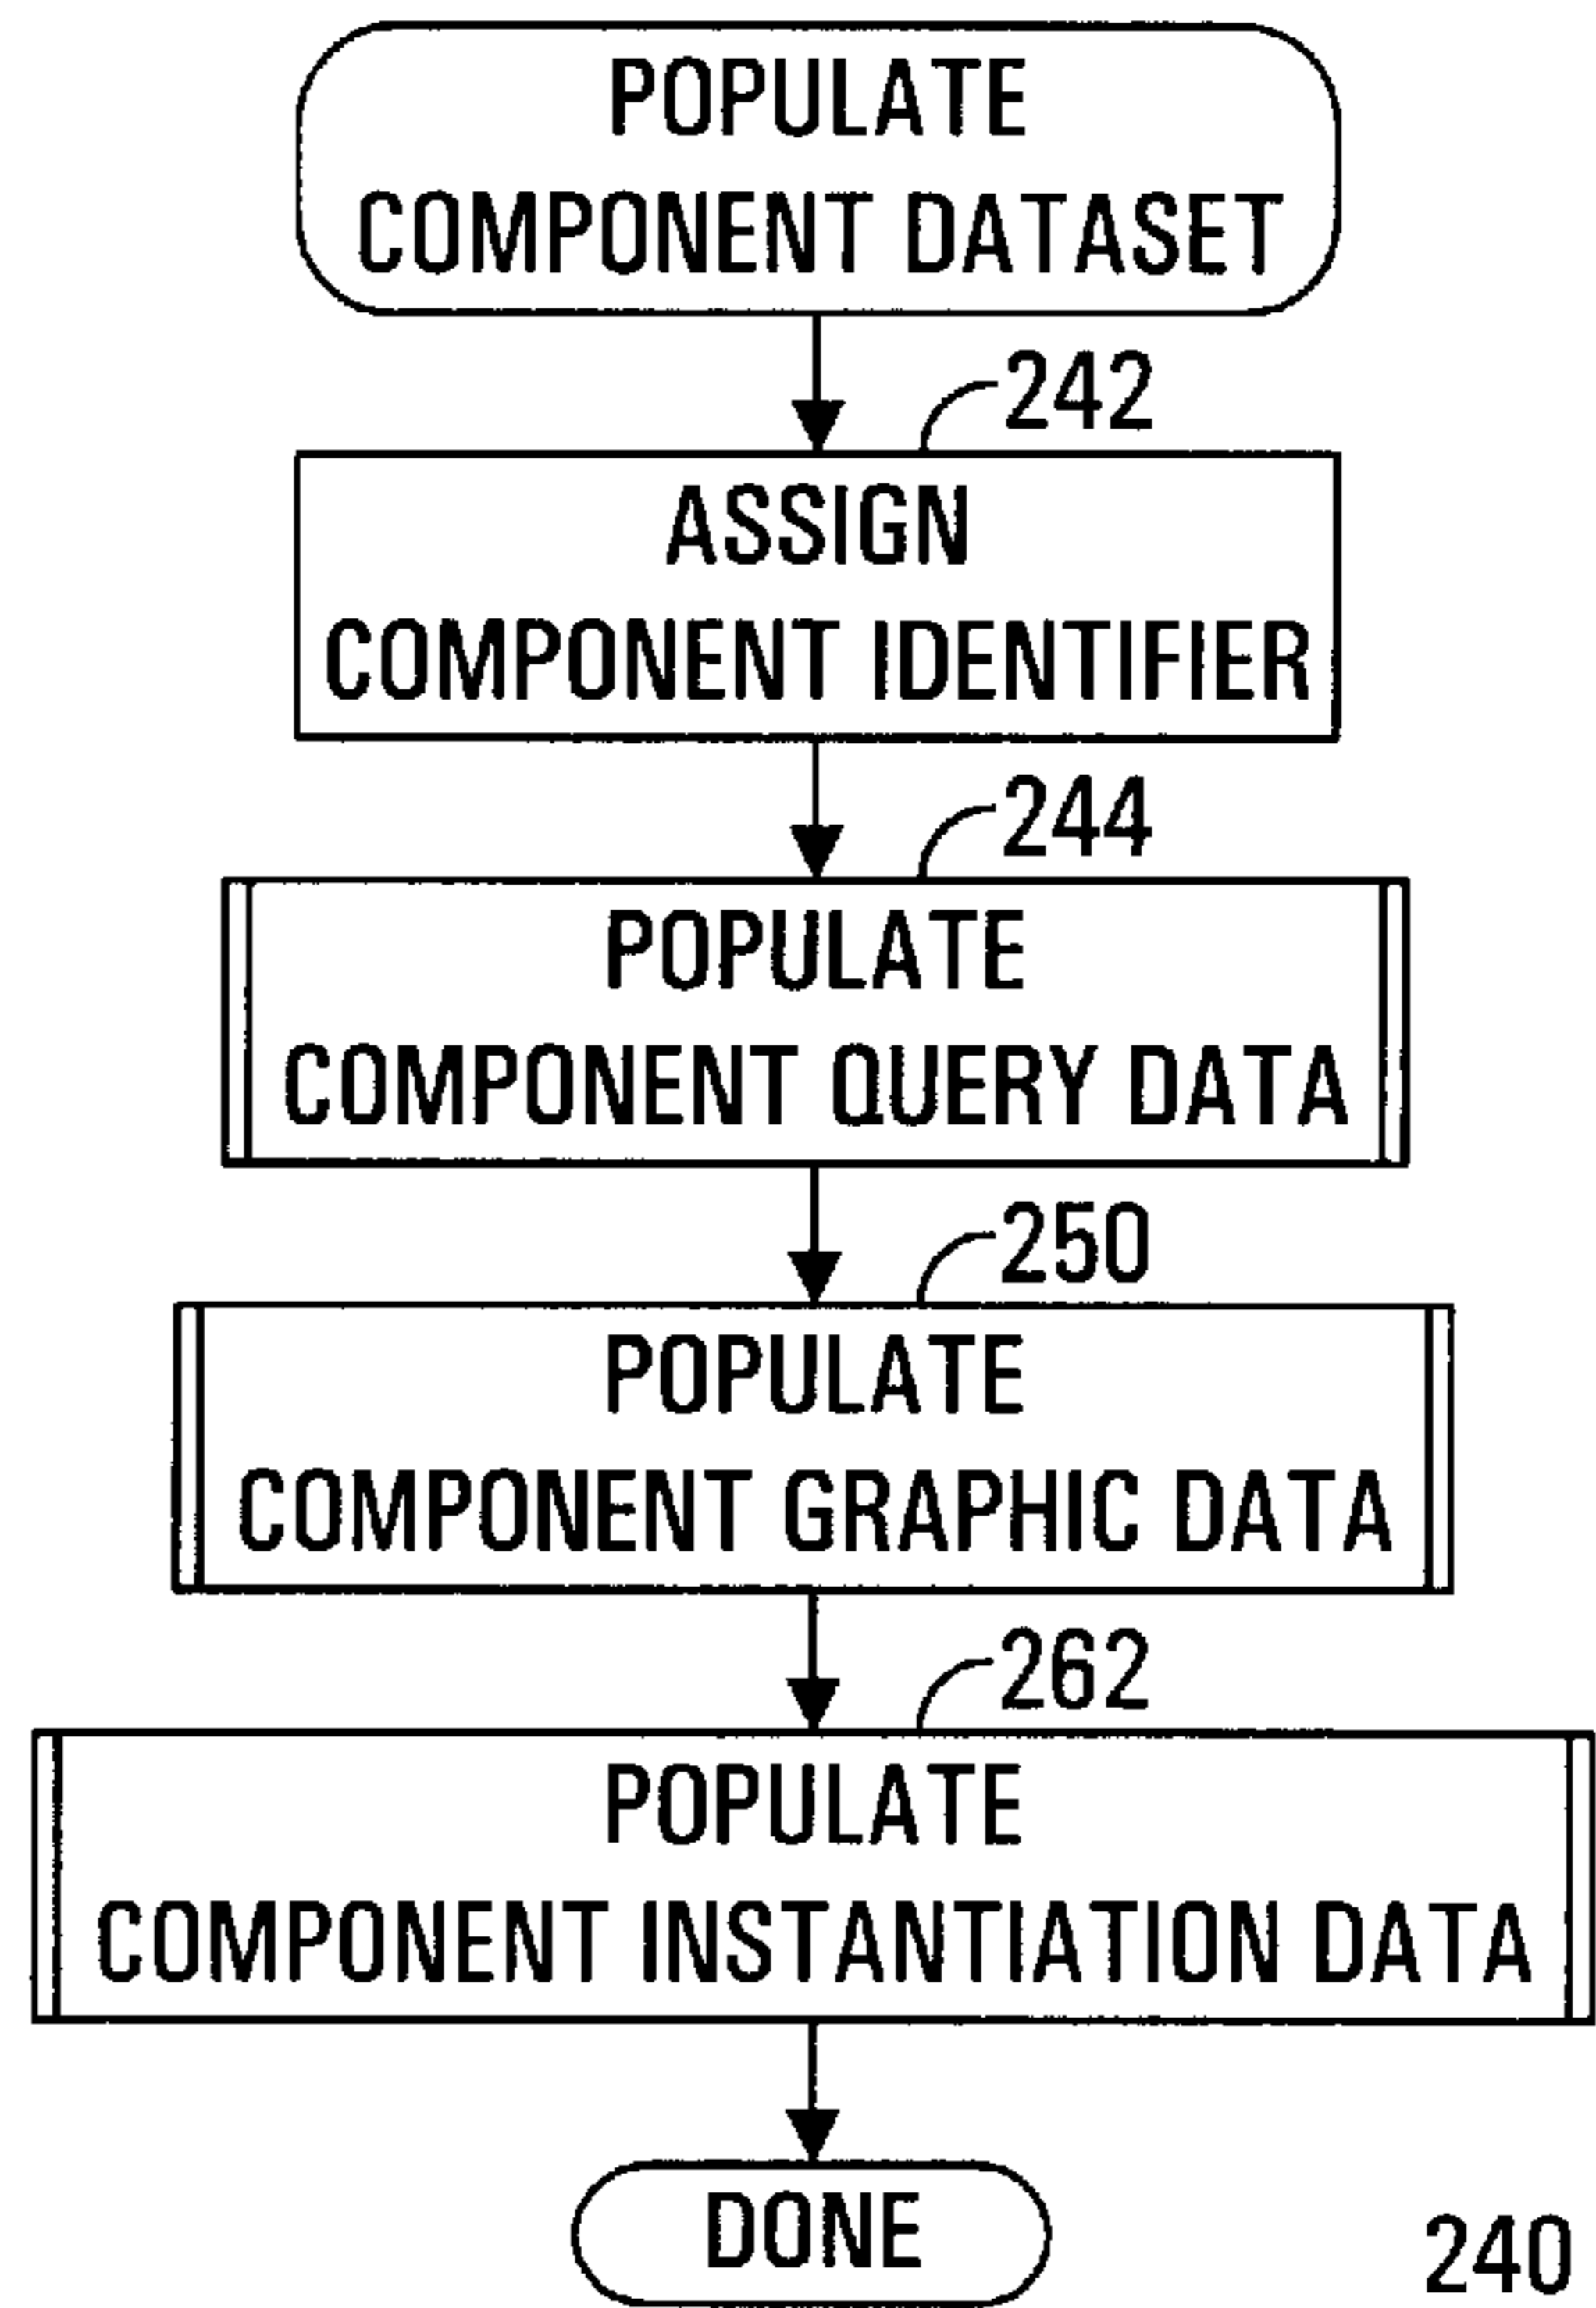 POPULATE
COMPONENT DATASET
242
ASSIGN
COMPONENT IDENTIFIER
244
POPULATE
COMPONENT QUERY DATA
250
POPULATE
COMPONENT GRAPHIC DATA
262
POPULATE
COMPONENT INSTANTIATION DATA
DONE
240